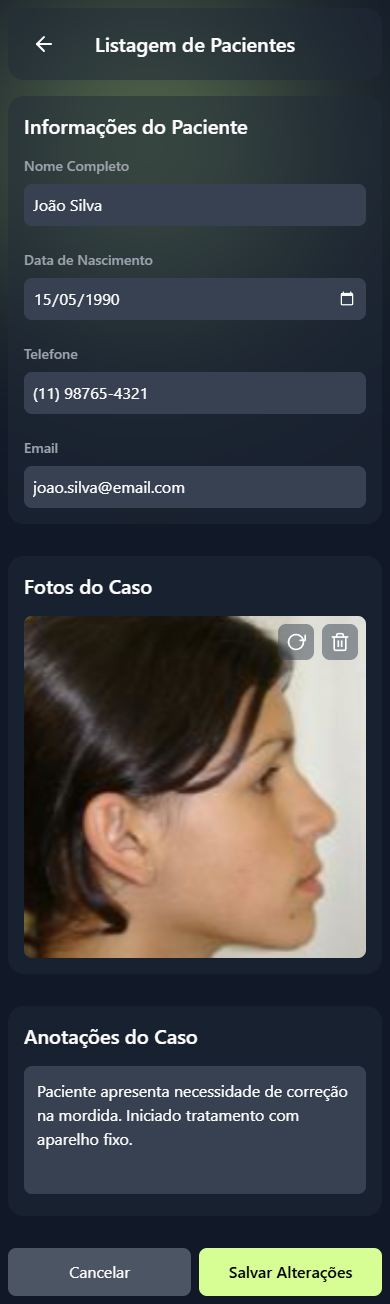 Listagem de Pacientes
Informações do Paciente
Nome Completo
João Silva
Data de Nascimento
15/05/1990
Telefone
(11) 98765-4321
Email
joao.silva@email.com
Fotos do Caso
Anotações do Caso
Paciente apresenta necessidade de correção
na mordida. Iniciado tratamento com
aparelho fixo.
Cancelar
Salvar Alterações